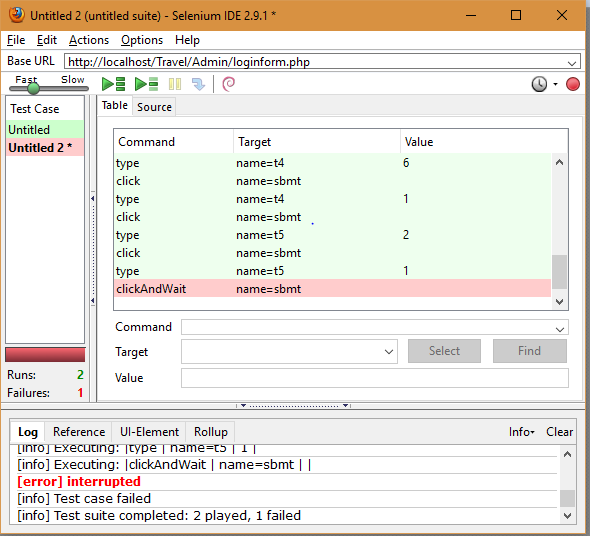 Untitled 2 (untitled suite) - Selenium IDE 2.9.1 *
File Edit Actions Options Help
Base URL http://localhost/Travel/Admin/loginform.php
Fast Slow
Test Case
Untitled
Untitled 2 *
Table Source
Command Target Value
type name=t4 6
click name=sbmt
type name=t4 1
click name=sbmt
type name=t5 2
click name=sbmt
type name=t5 1
clickAndWait name=sbmt
Command
Target Select Find
Value
Runs: 2
Failures: 1
Log Reference UI-Element Rollup Info Clear
[info] Executing: |type | name=t5 | 1 |
[info] Executing: |clickAndWait | name=sbmt | |
[error] interrupted
[info] Test case failed
[info] Test suite completed: 2 played, 1 failed